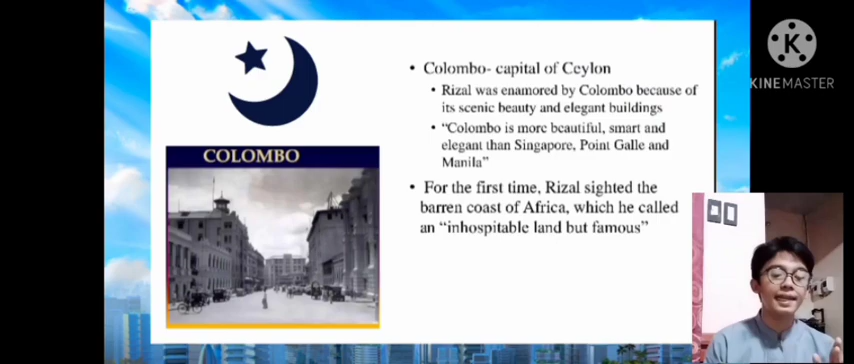 • Colombo- capital of Ceylon
• Rizal was enamored by Colombo because of
its scenic beauty and elegant buildings
• “Colombo is more beautiful, smart and
elegant than Singapore, Point Galle and
Manila”
• For the first time, Rizal sighted the
barren coast of Africa, which he called
an “inhospitable land but famous”
COLOMBO
K
KINEMASTER